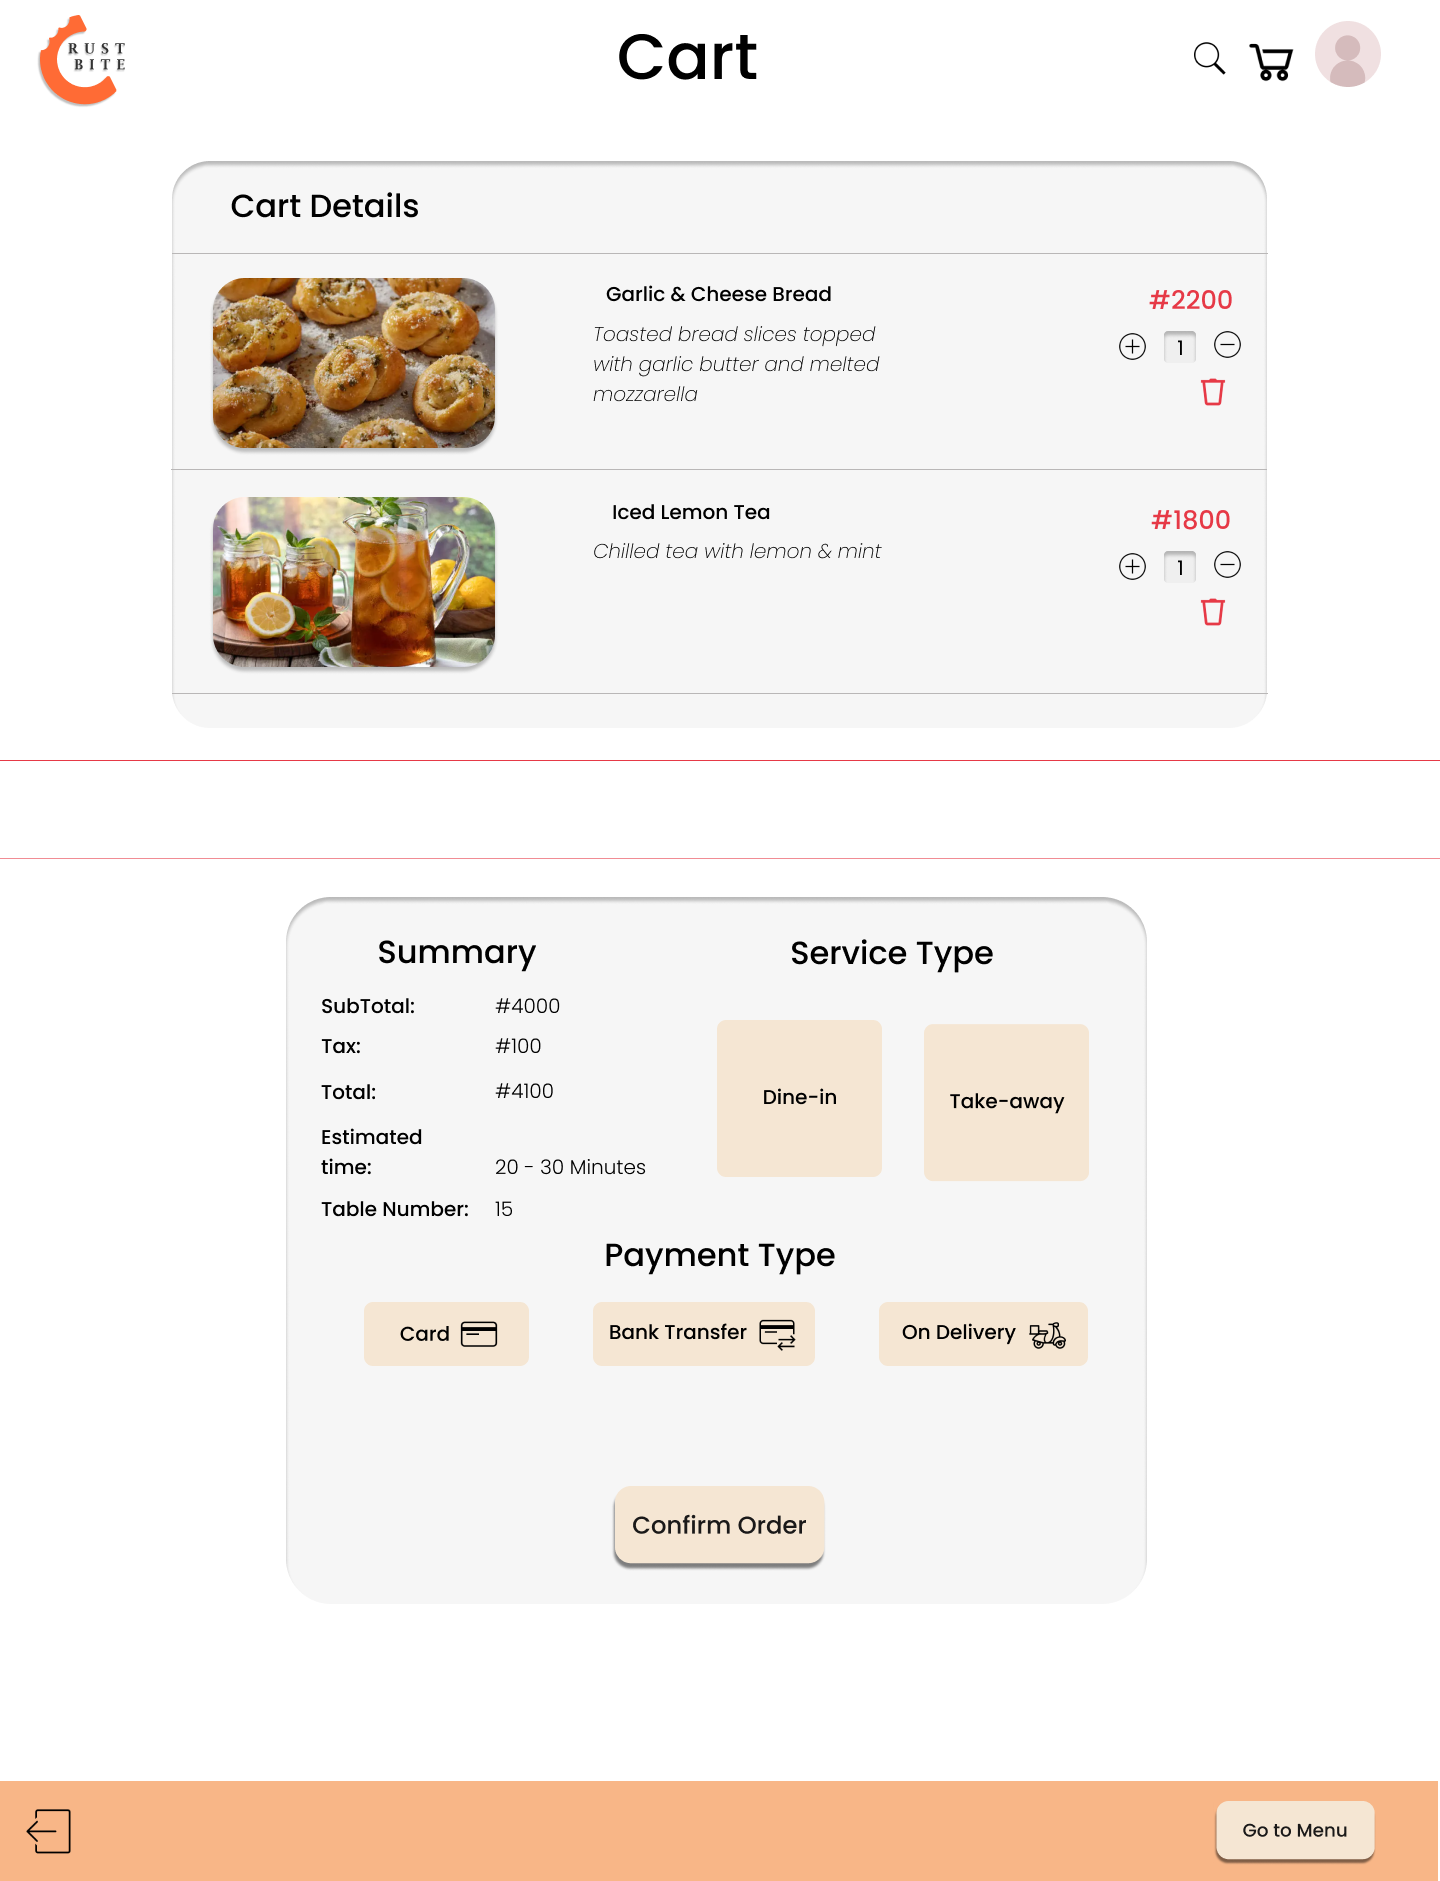 RUST
BITE
Cart
Cart Details
Garlic & Cheese Bread
#2200
Toasted bread slices topped
with garlic butter and melted
mozzarella
1
Iced Lemon Tea
#1800
Chilled tea with lemon & mint
1
Summary
SubTotal: #4000
Tax: #100
Total: #4100
Estimated
time: 20 - 30 Minutes
Table Number: 15
Service Type
Dine-in
Take-away
Payment Type
Card
Bank Transfer
On Delivery
Confirm Order
Go to Menu